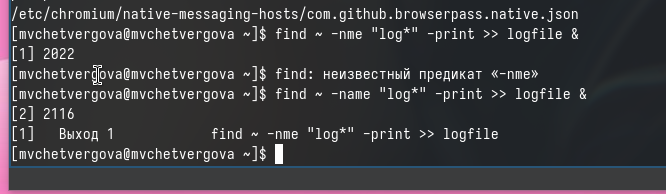 /etc/chromium/native-messaging-hosts/com.github.browserpass.native.json
[mvchetvergova@mvchetvergova ~]$ find ~ -nme "log*" -print >> logfile &
[1] 2022
[mvchetvergova@mvchetvergova ~]$ find: неизвестный предикат «-nme»
[mvchetvergova@mvchetvergova ~]$ find ~ -name "log*" -print >> logfile &
[2] 2116
[1]   Выход 1            find ~ -nme "log*" -print >> logfile
[mvchetvergova@mvchetvergova ~]$